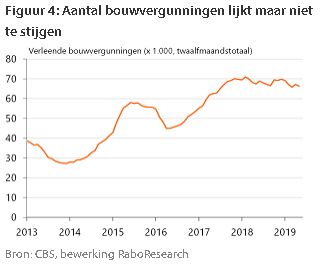 Figuur 4: Aantal bouwvergunningen lijkt maar niet
te stijgen
Verleende bouwvergunningen (x 1.000, twaalfmaandstotaal)
80
70
60
50
40
30
20
10
0
2013 2014 2015 2016 2017 2018 2019
Bron: CBS, bewerking RaboResearch